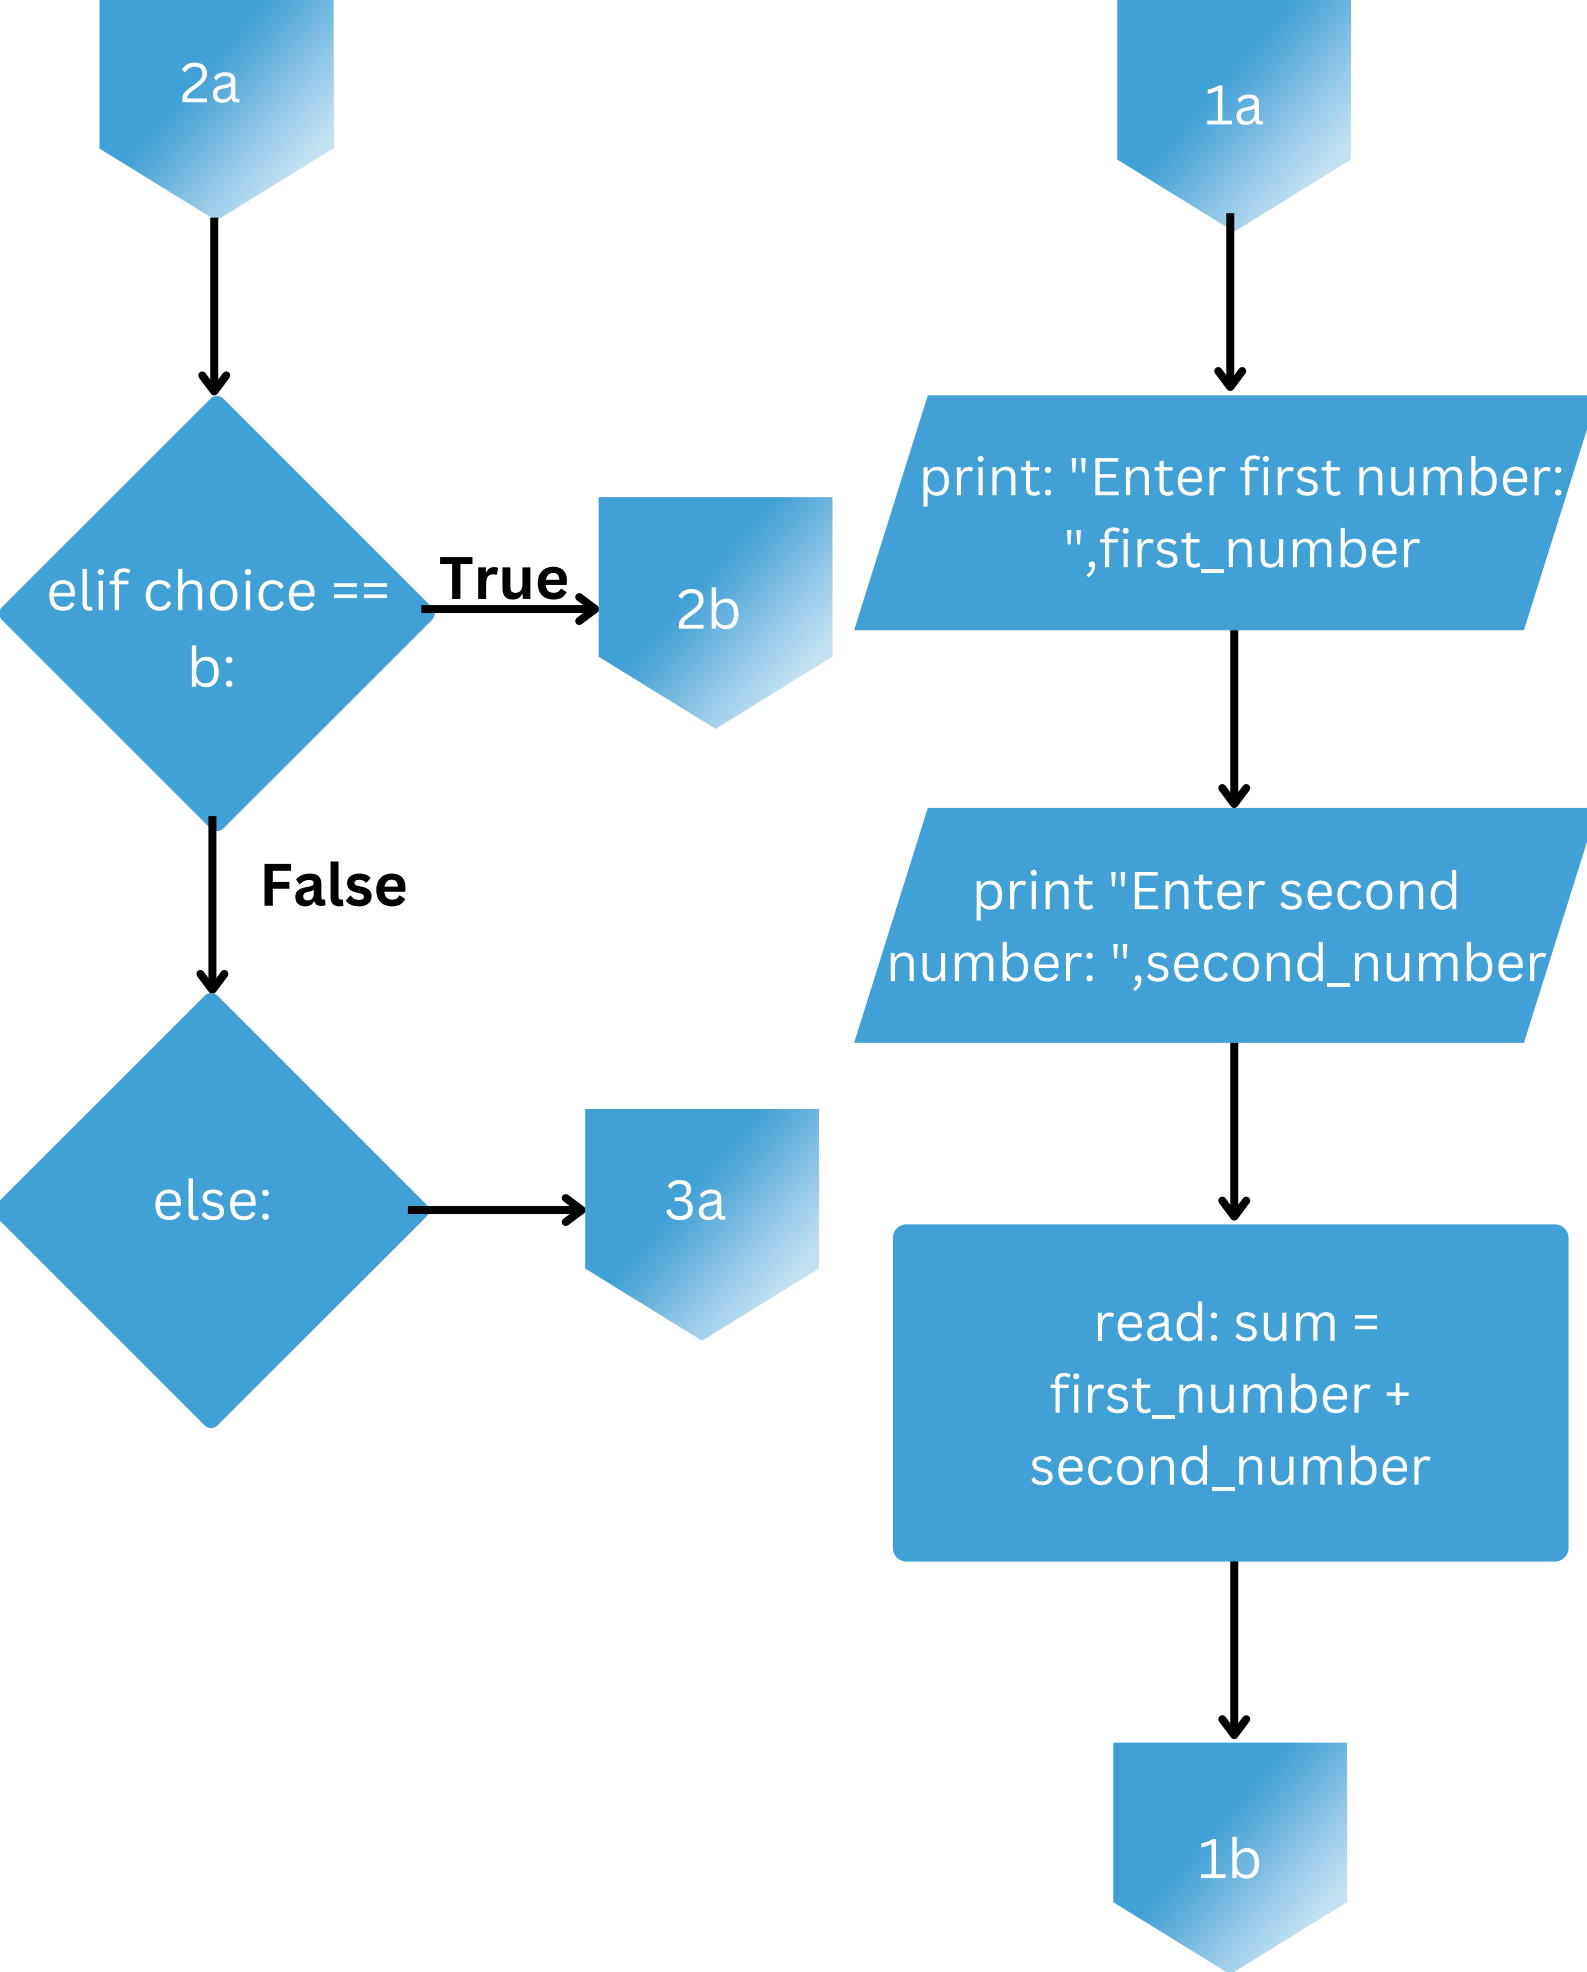 2a
elif choice ==
b:
True
2b
False
else:
3a
1a
print: "Enter first number:
",first_number
print "Enter second
number: ",second_number
read: sum =
first_number +
second_number
1b